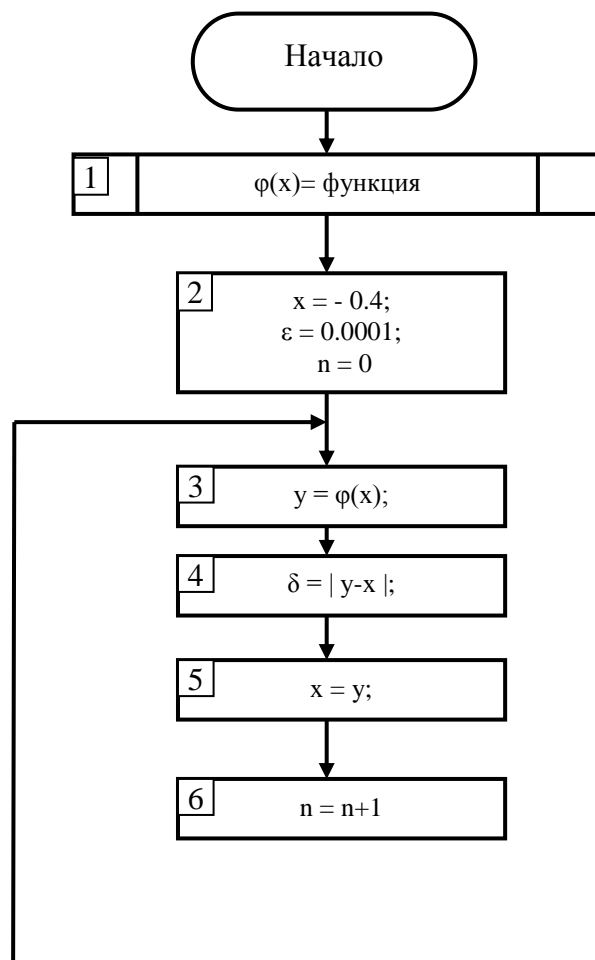 Начало
1
φ(x)= функция
2
x = - 0.4;
ε = 0.0001;
n = 0
3
y = φ(x);
4
δ = | y-x |;
5
x = y;
6
n = n+1